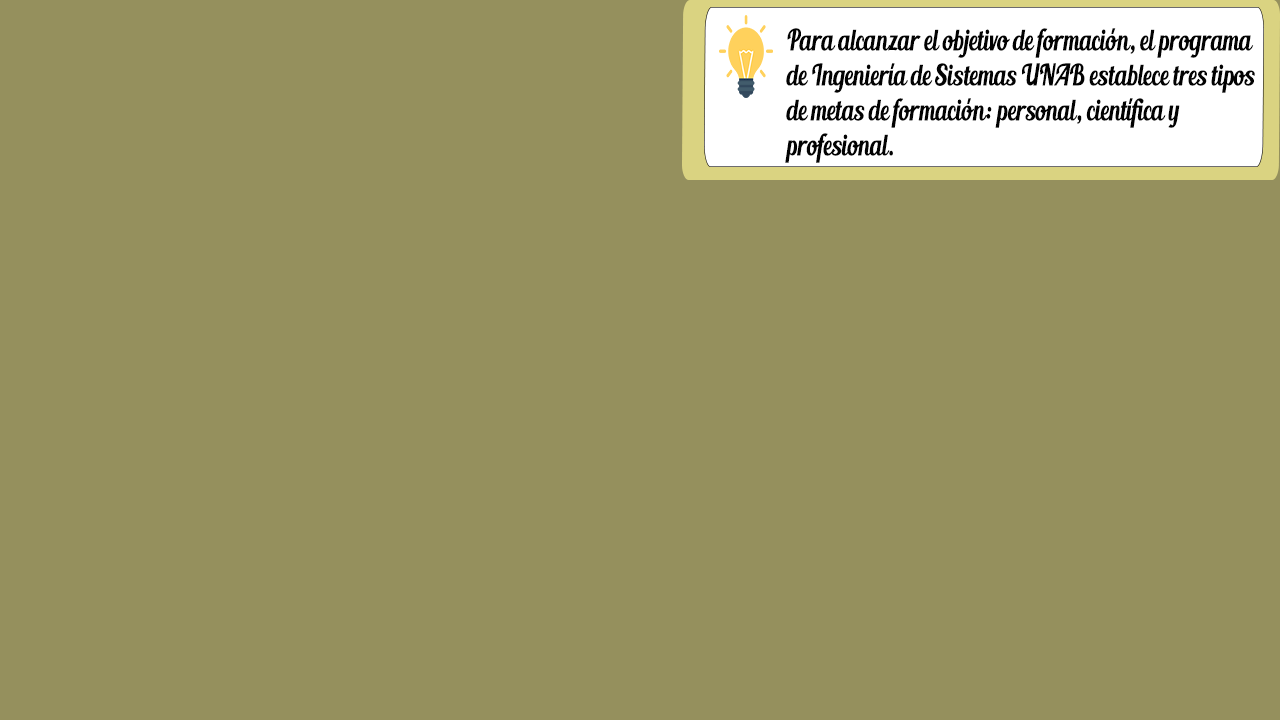 Para alcanzar el objetivo de formación, el programa
de Ingeniería de Sistemas UNAB establece tres tipos
de metas de formación: personal, científica y
profesional.